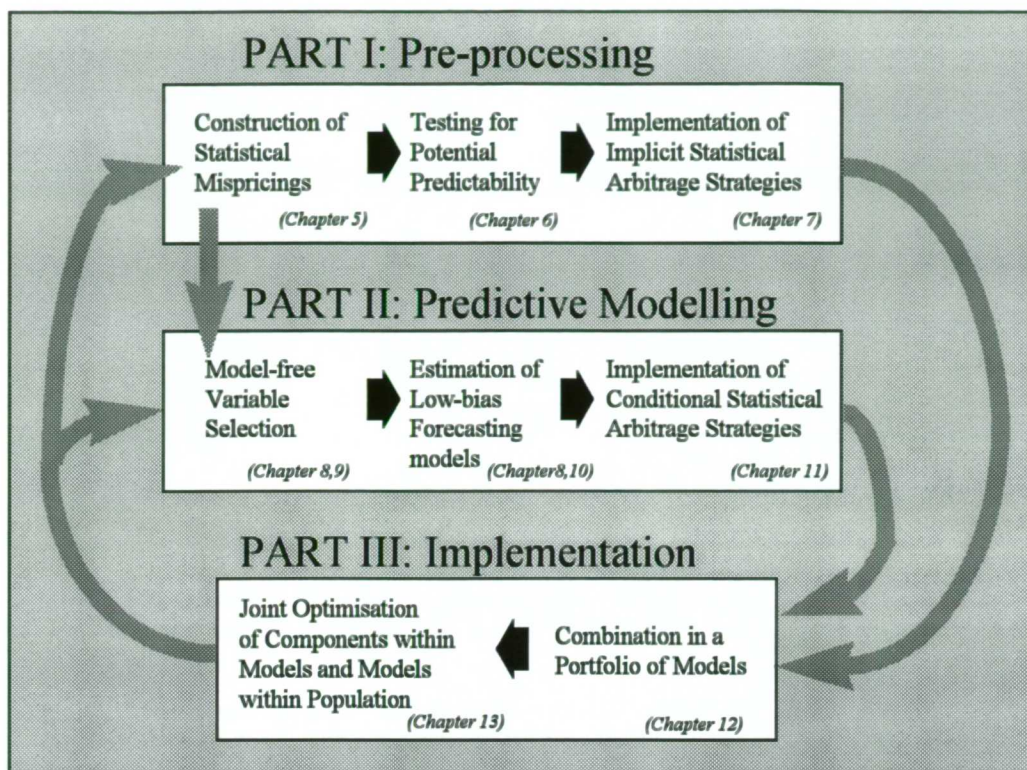 PART I: Pre-processing
Construction of
Statistical
Mispricings
(Chapter 5)
Testing for
Potential
Predictability
(Chapter 6)
Implementation of
Implicit Statistical
Arbitrage Strategies
(Chapter 7)
PART II: Predictive Modelling
Model-free
Variable
Selection
(Chapter 8,9)
Estimation of
Low-bias
Forecasting
models
(Chapter8,10)
Implementation of
Conditional Statistical
Arbitrage Strategies
(Chapter 11)
PART III: Implementation
Joint Optimisation
of Components within
Models and Models
within Population
(Chapter 13)
Combination in a
Portfolio of Models
(Chapter 12)